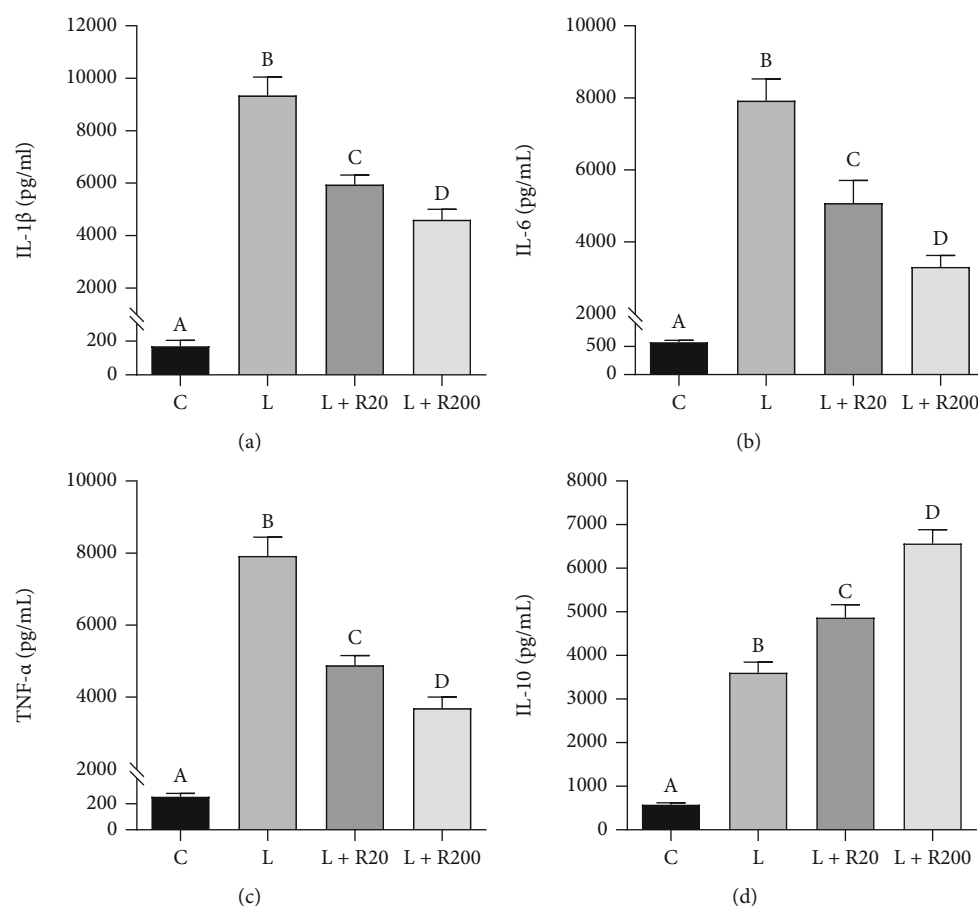 IL-1β (pg/ml)
12000
10000
8000
6000
4000
2000
200
0
A
B
C
D
C
L
L + R20
L + R200
(a)
IL-6 (pg/mL)
10000
8000
6000
4000
2000
500
0
A
B
C
D
C
L
L + R20
L + R200
(b)
TNF-α (pg/mL)
10000
8000
6000
4000
2000
200
0
A
B
C
D
C
L
L + R20
L + R200
(c)
IL-10 (pg/mL)
8000
7000
6000
5000
4000
3000
2000
1000
0
A
B
C
D
C
L
L + R20
L + R200
(d)